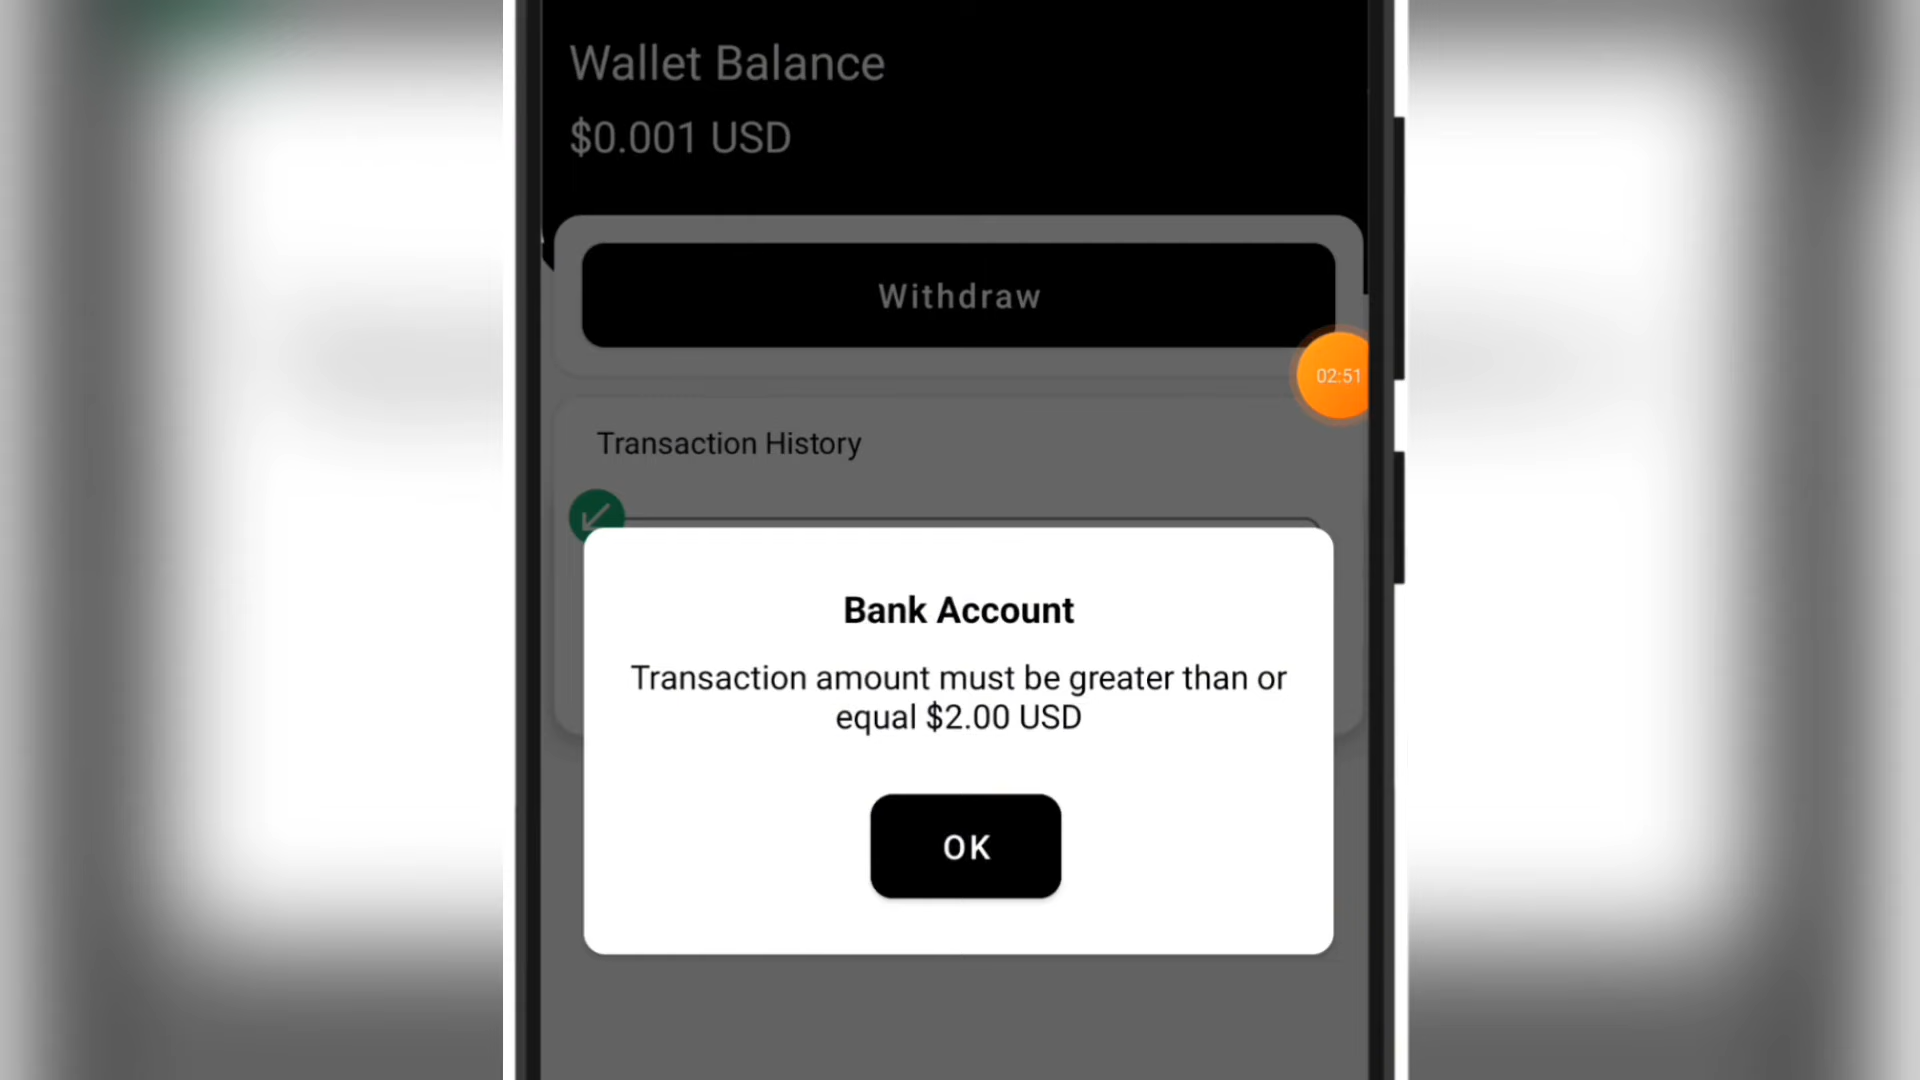 Wallet Balance
$0.001 USD
Withdraw
02:51
Transaction History
Bank Account
Transaction amount must be greater than or
equal $2.00 USD
OK